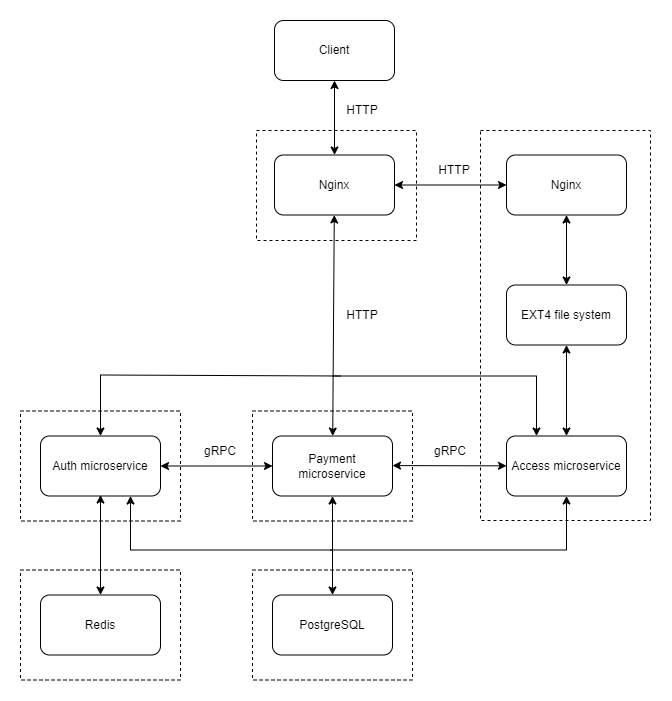 Client
HTTP
Nginx
HTTP
Nginx
HTTP
EXT4 file system
Auth microservice
gRPC
Payment
microservice
gRPC
Access microservice
Redis
PostgreSQL